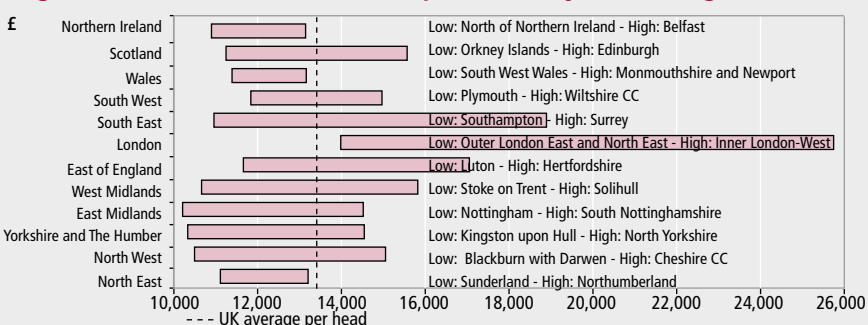 £
Northern Ireland Low: North of Northern Ireland - High: Belfast
Scotland Low: Orkney Islands - High: Edinburgh
Wales Low: South West Wales - High: Monmouthshire and Newport
South West Low: Plymouth - High: Wiltshire CC
South East Low: Southampton - High: Surrey
London Low: Outer London East and North East - High: Inner London-West
East of England Low: Luton - High: Hertfordshire
West Midlands Low: Stoke on Trent - High: Solihull
East Midlands Low: Nottingham - High: South Nottinghamshire
Yorkshire and The Humber Low: Kingston upon Hull - High: North Yorkshire
North West Low: Blackburn with Darwen - High: Cheshire CC
North East Low: Sunderland - High: Northumberland
10,000 12,000 14,000 16,000 18,000 20,000 22,000 24,000 26,000
--- UK average per head